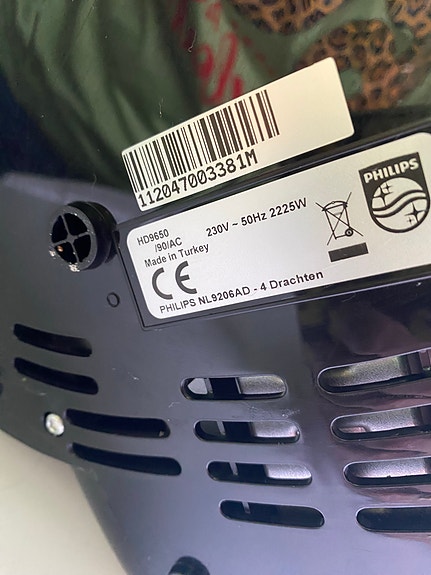 112047003381M
HD9650
/90/AC
230V ~ 50Hz 2225W
Made in Turkey
CE
PHILIPS NL9206AD - 4 Drachten
PHILIPS